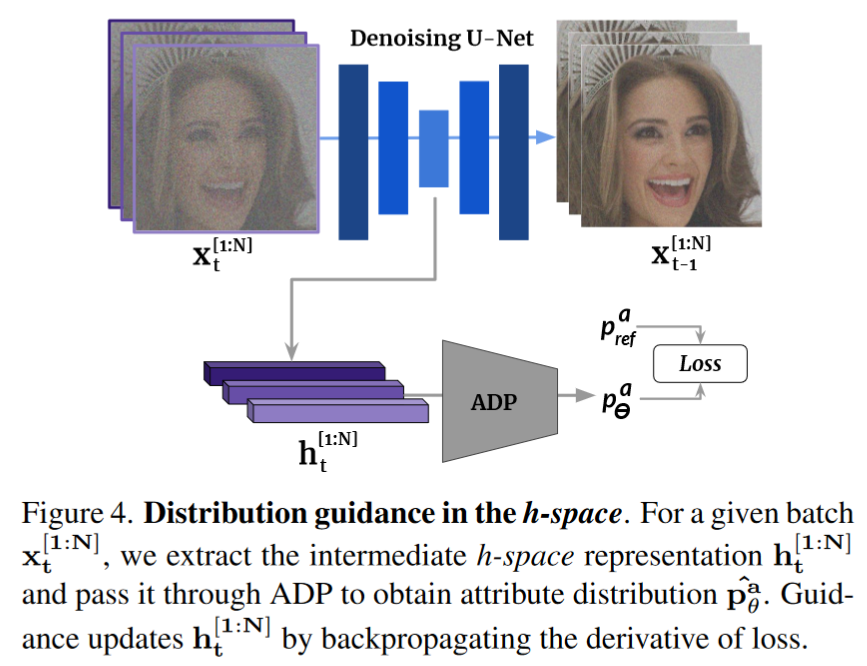 Denoising U-Net
x_t^[1:N]
x_t-1^[1:N]
p_ref^a
Loss
ADP
p_Θ^a
h_t^[1:N]
Figure 4. Distribution guidance in the h-space. For a given batch
x_t^[1:N], we extract the intermediate h-space representation h_t^[1:N]
and pass it through ADP to obtain attribute distribution p̂_θ^a. Guid-
ance updates h_t^[1:N] by backpropagating the derivative of loss.